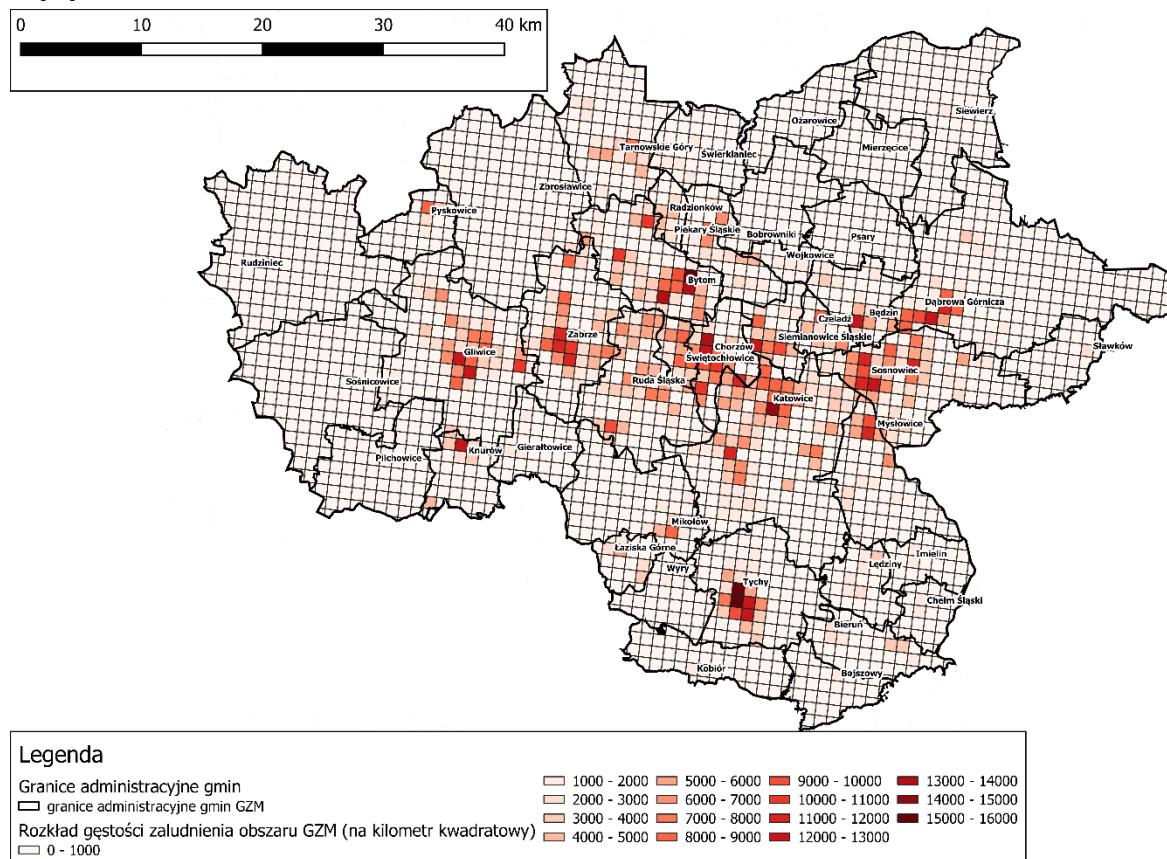 0 10 20 40 km
Siewierz
Ożarowice
Mierzęcice
Tarnowskie Góry
Świerklaniec
Zbrosławice
Radzionków
Pyskowice
Piekary Śląskie
Bobrowniki
Psary
Wojkowice
Rudziniec
Bytom
Dąbrowa Górnicza
Będzin
Czeladź
Zabrze
Siemianowice Śląskie
Chorzów
Sławków
Gliwice
Świętochłowice
Sosnowiec
Sośnicowice
Ruda Śląska
Katowice
Mysłowice
Knurów
Gierałtowice
Pilchowice
Mikołów
Łaziska Górne
Imielin
Lędziny
Wyry
Tychy
Chełm Śląski
Bieruń
Kobiór
Bojszowy
Legenda
Granice administracyjne gmin
granice administracyjne gmin GZM
Rozkład gęstości zaludnienia obszaru GZM (na kilometr kwadratowy)
0 - 1000
1000 - 2000
2000 - 3000
3000 - 4000
4000 - 5000
5000 - 6000
6000 - 7000
7000 - 8000
8000 - 9000
9000 - 10000
10000 - 11000
11000 - 12000
12000 - 13000
13000 - 14000
14000 - 15000
15000 - 16000